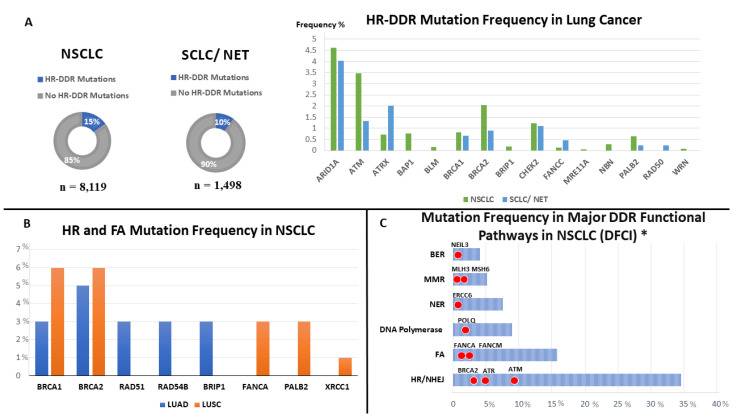 A
HR-DDR Mutation Frequency in Lung Cancer
Frequency %
NSCLC
HR-DDR Mutations
No HR-DDR Mutations
15%
85%
n = 8,119
SCLC/ NET
HR-DDR Mutations
No HR-DDR Mutations
10%
90%
n = 1,498
5
4.5
4
3.5
3
2.5
2
1.5
1
0.5
0
ARID1A
ATM
ATRX
BAP1
BLM
BRCA1
BRCA2
BRIP1
CHEK2
FANCC
MRE11A
NBN
PALB2
RAD50
WRN
NSCLC
SCLC/ NET
B
HR and FA Mutation Frequency in NSCLC
7 %
6 %
5 %
4 %
3 %
2 %
1 %
0
BRCA1 BRCA2 RAD51 RAD54B BRIP1 FANCA PALB2 XRCC1
LUAD LUSC
C
Mutation Frequency in Major DDR Functional
Pathways in NSCLC (DFCI) *
BER
NEIL3
MMR
MLH3 MSH6
NER
ERCC6
DNA Polymerase
POLQ
FA
FANCA FANCM
HR/NHEJ
BRCA2 ATR ATM
0 5% 10% 15% 20% 25% 30% 35% 40%